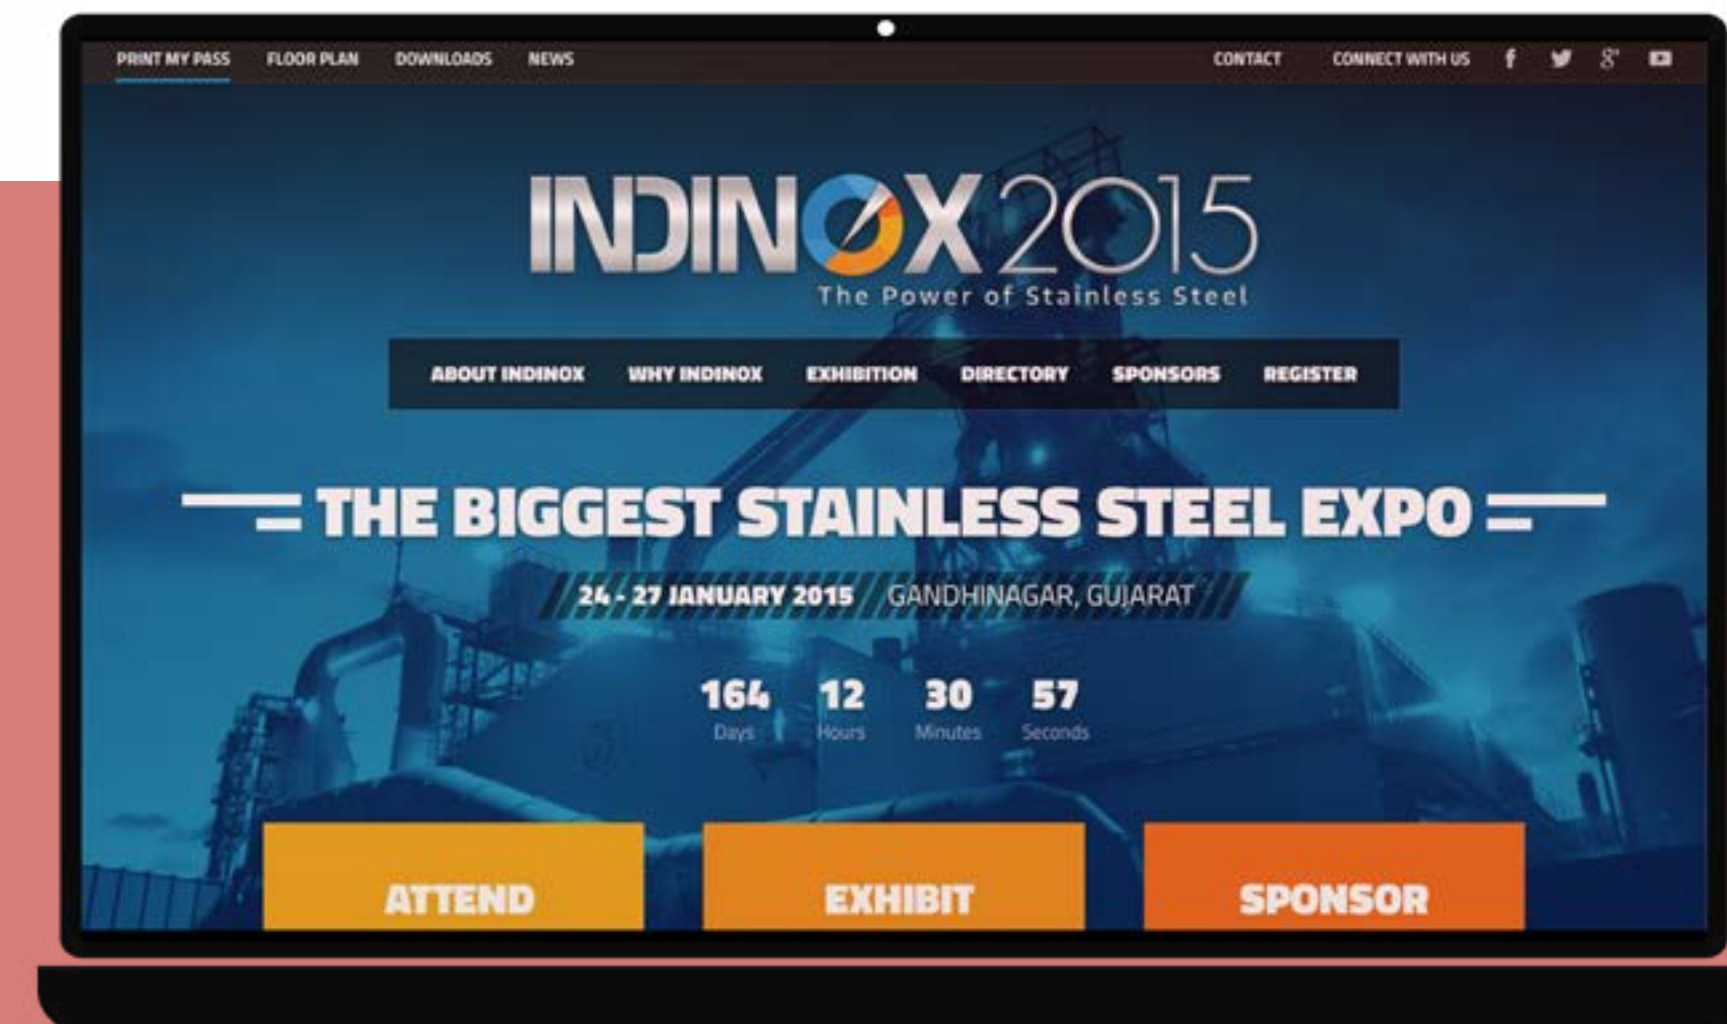 PRINT MY PASS FLOOR PLAN DOWNLOADS NEWS CONTACT CONNECT WITH US f g+
INDINOX 2015
The Power of Stainless Steel
ABOUT INDINOX WHY INDINOX EXHIBITION DIRECTORY SPONSORS REGISTER
THE BIGGEST STAINLESS STEEL EXPO
24 - 27 JANUARY 2015 GANDHINAGAR, GUJARAT
164 12 30 57
Days Hours Minutes Seconds
ATTEND EXHIBIT SPONSOR